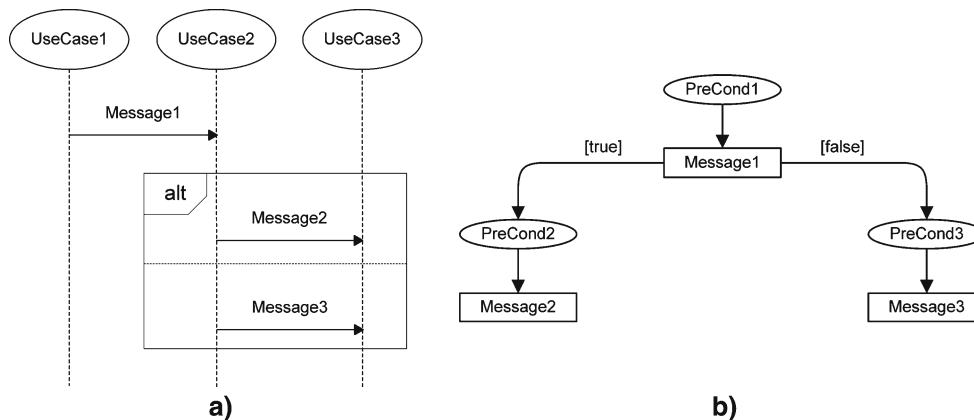 UseCase1 UseCase2 UseCase3
Message1
alt
Message2
Message3
a)
PreCond1
[true] Message1 [false]
PreCond2 PreCond3
Message2 Message3
b)